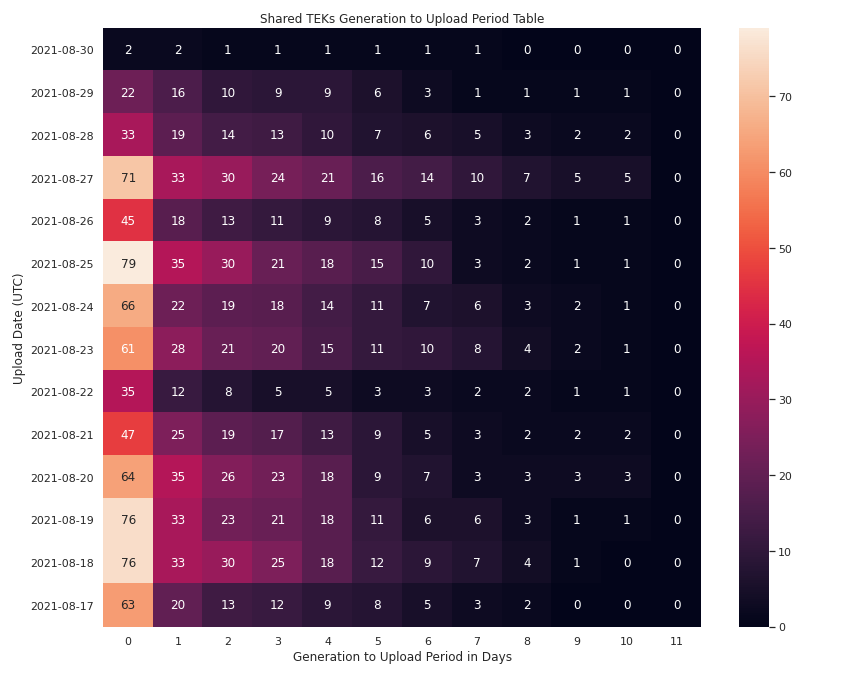 Shared TEKs Generation to Upload Period Table
Upload Date (UTC)
2021-08-30 2 2 1 1 1 1 1 0 0 0 0 0
2021-08-29 22 16 10 9 9 6 3 1 1 1 1 0
2021-08-28 33 19 14 13 10 7 6 5 3 2 2 0
2021-08-27 71 33 30 24 21 16 14 10 7 5 5 0
2021-08-26 45 18 13 11 9 8 5 3 2 1 1 0
2021-08-25 79 35 30 21 18 15 10 3 2 1 1 0
2021-08-24 66 22 19 18 14 11 7 6 3 2 1 0
2021-08-23 61 28 21 20 15 11 10 8 4 2 1 0
2021-08-22 35 12 8 5 5 3 3 2 2 1 1 0
2021-08-21 47 25 19 17 13 9 5 3 2 2 2 0
2021-08-20 64 35 26 23 18 9 7 3 3 3 3 0
2021-08-19 76 33 23 21 18 11 6 6 3 1 1 0
2021-08-18 76 33 30 25 18 12 9 7 4 1 0 0
2021-08-17 63 20 13 12 9 8 5 3 2 0 0 0
0 1 2 3 4 5 6 7 8 9 10 11
Generation to Upload Period in Days
70
60
50
40
30
20
10
0